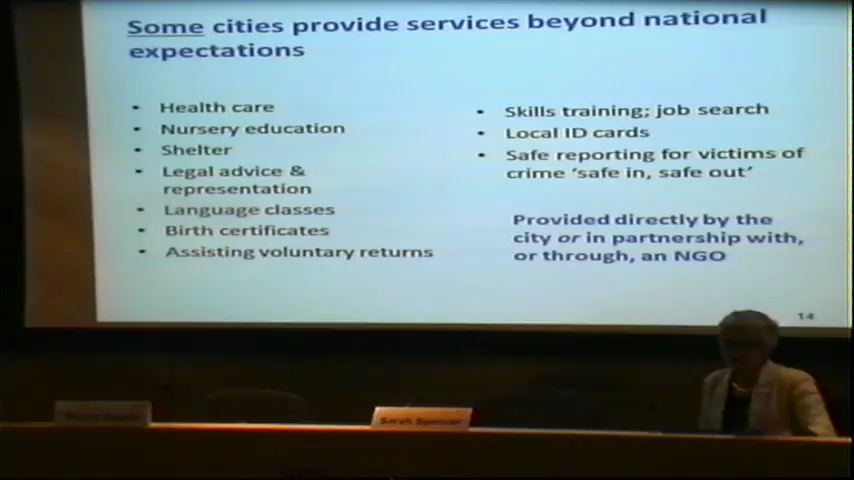 Some cities provide services beyond national
expectations
• Health care
• Nursery education
• Shelter
• Legal advice &
representation
• Language classes
• Birth certificates
• Assisting voluntary returns
• Skills training; job search
• Local ID cards
• Safe reporting for victims of
crime ‘safe in, safe out’
Provided directly by the
city or in partnership with,
or through, an NGO
14
Sarah Spencer